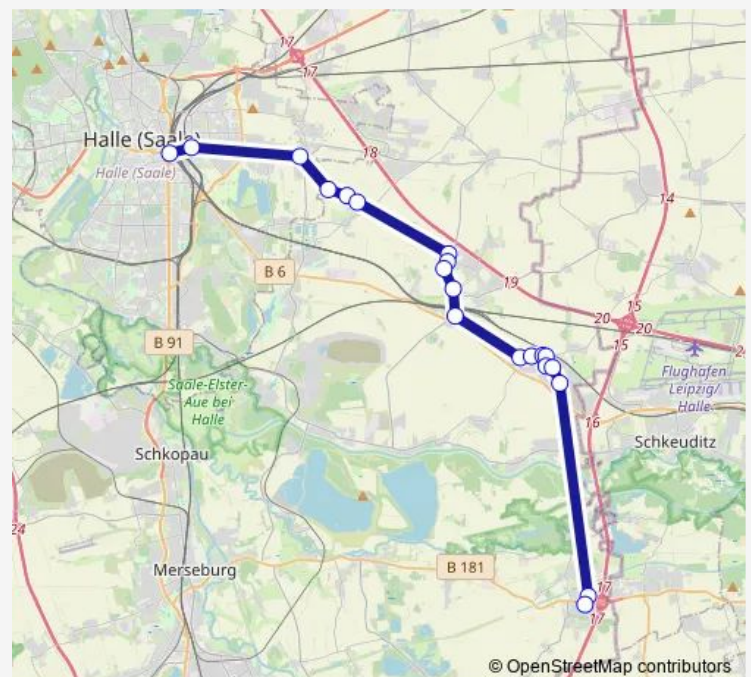 17
17
18
Halle (Saale)
Halle (Saale)
14
B 6
19
15
20
20
15
B 91
Flughafen
Leipzig/
Halle
Saale-Elster-
Aue bei
Halle
16
Schkeuditz
Schkopau
24
Merseburg
B 181
17
17
© OpenStreetMap contributors